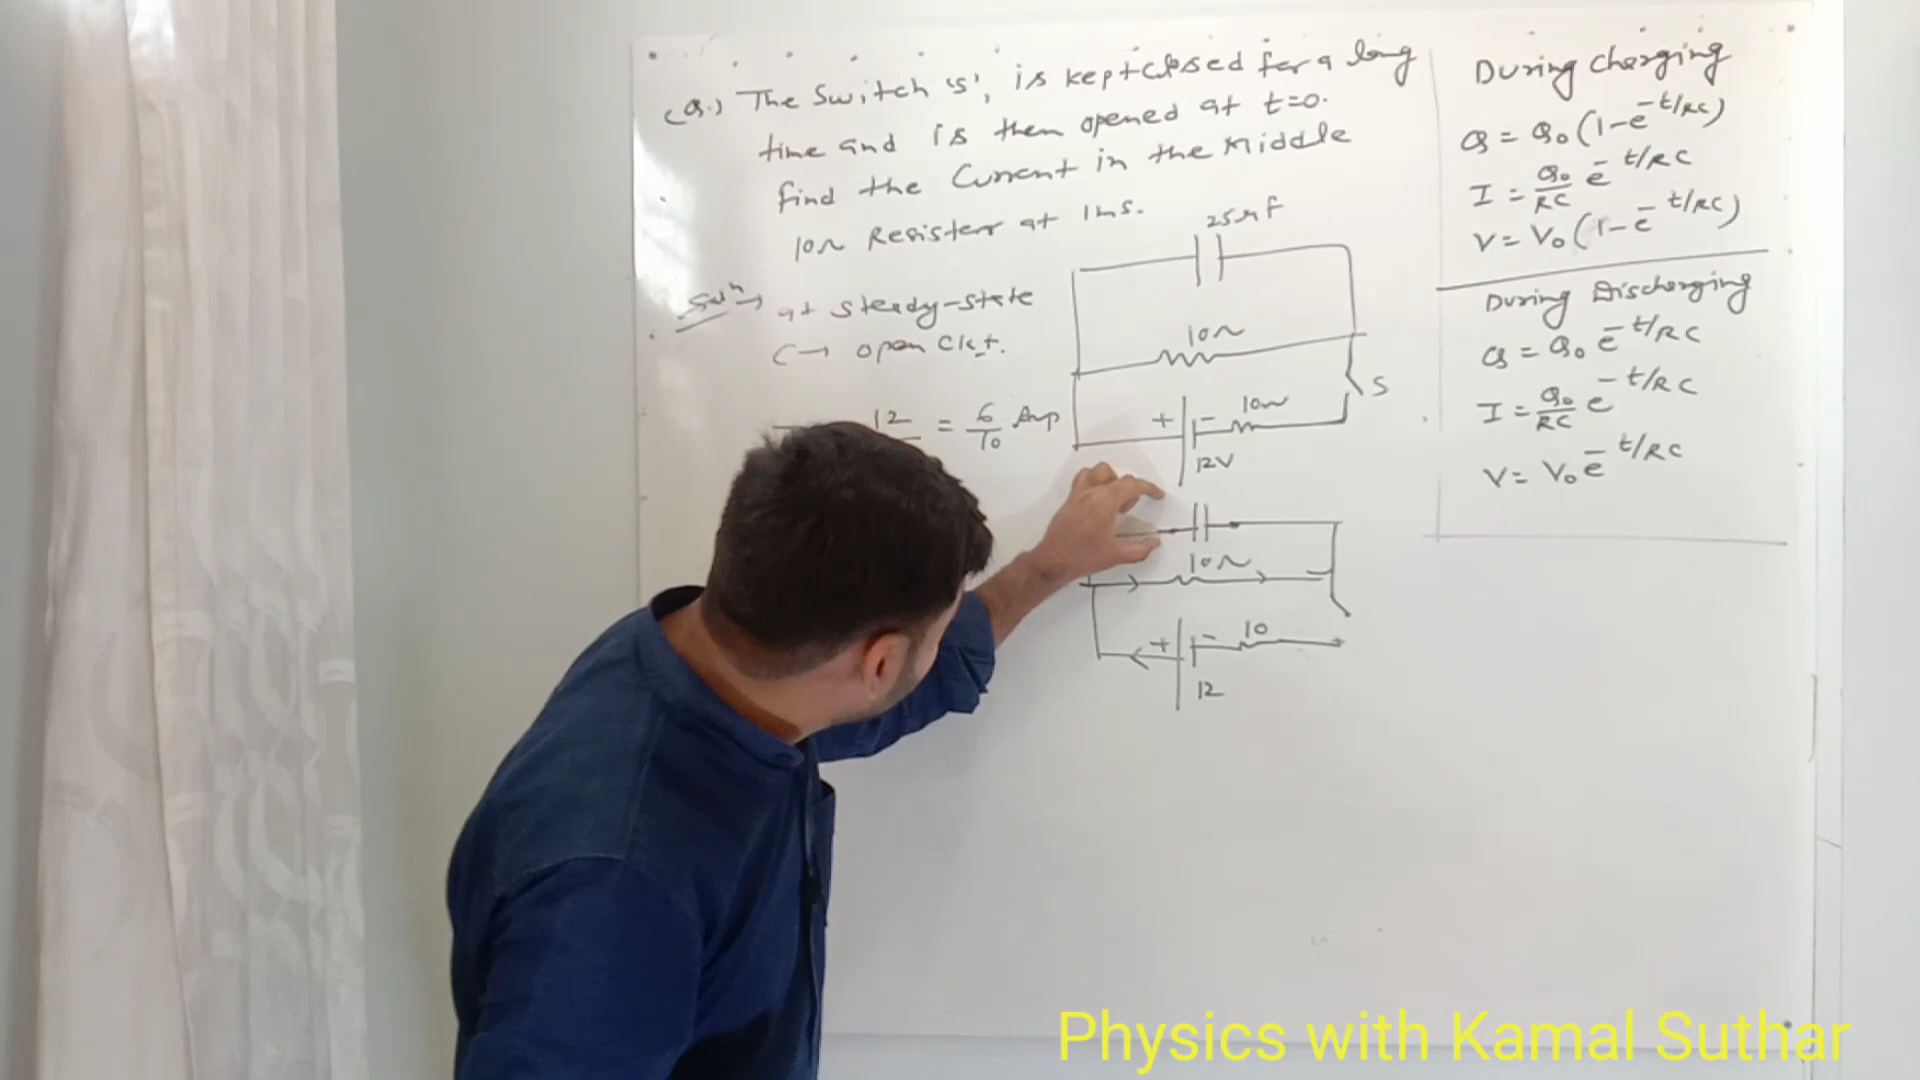 (Q.) The Switch 's', is kept closed for a long
time and is then opened at t=0.
find the Current in the Middle
10Ω Resister at 1ms.
Solⁿ → at steady-state
C → open Ckt.
12 = 6/10 Amp
25μf
10Ω
S
+ - 10Ω
12V
10Ω
+ - 10
12
During Charging
Q = Q₀ (1-e^-t/RC)
I = Q₀/RC e^-t/RC
V = V₀ (1-e^-t/RC)
During Discharging
Q = Q₀ e^-t/RC
I = Q₀/RC e^-t/RC
V = V₀ e^-t/RC
Physics with Kamal Suthar